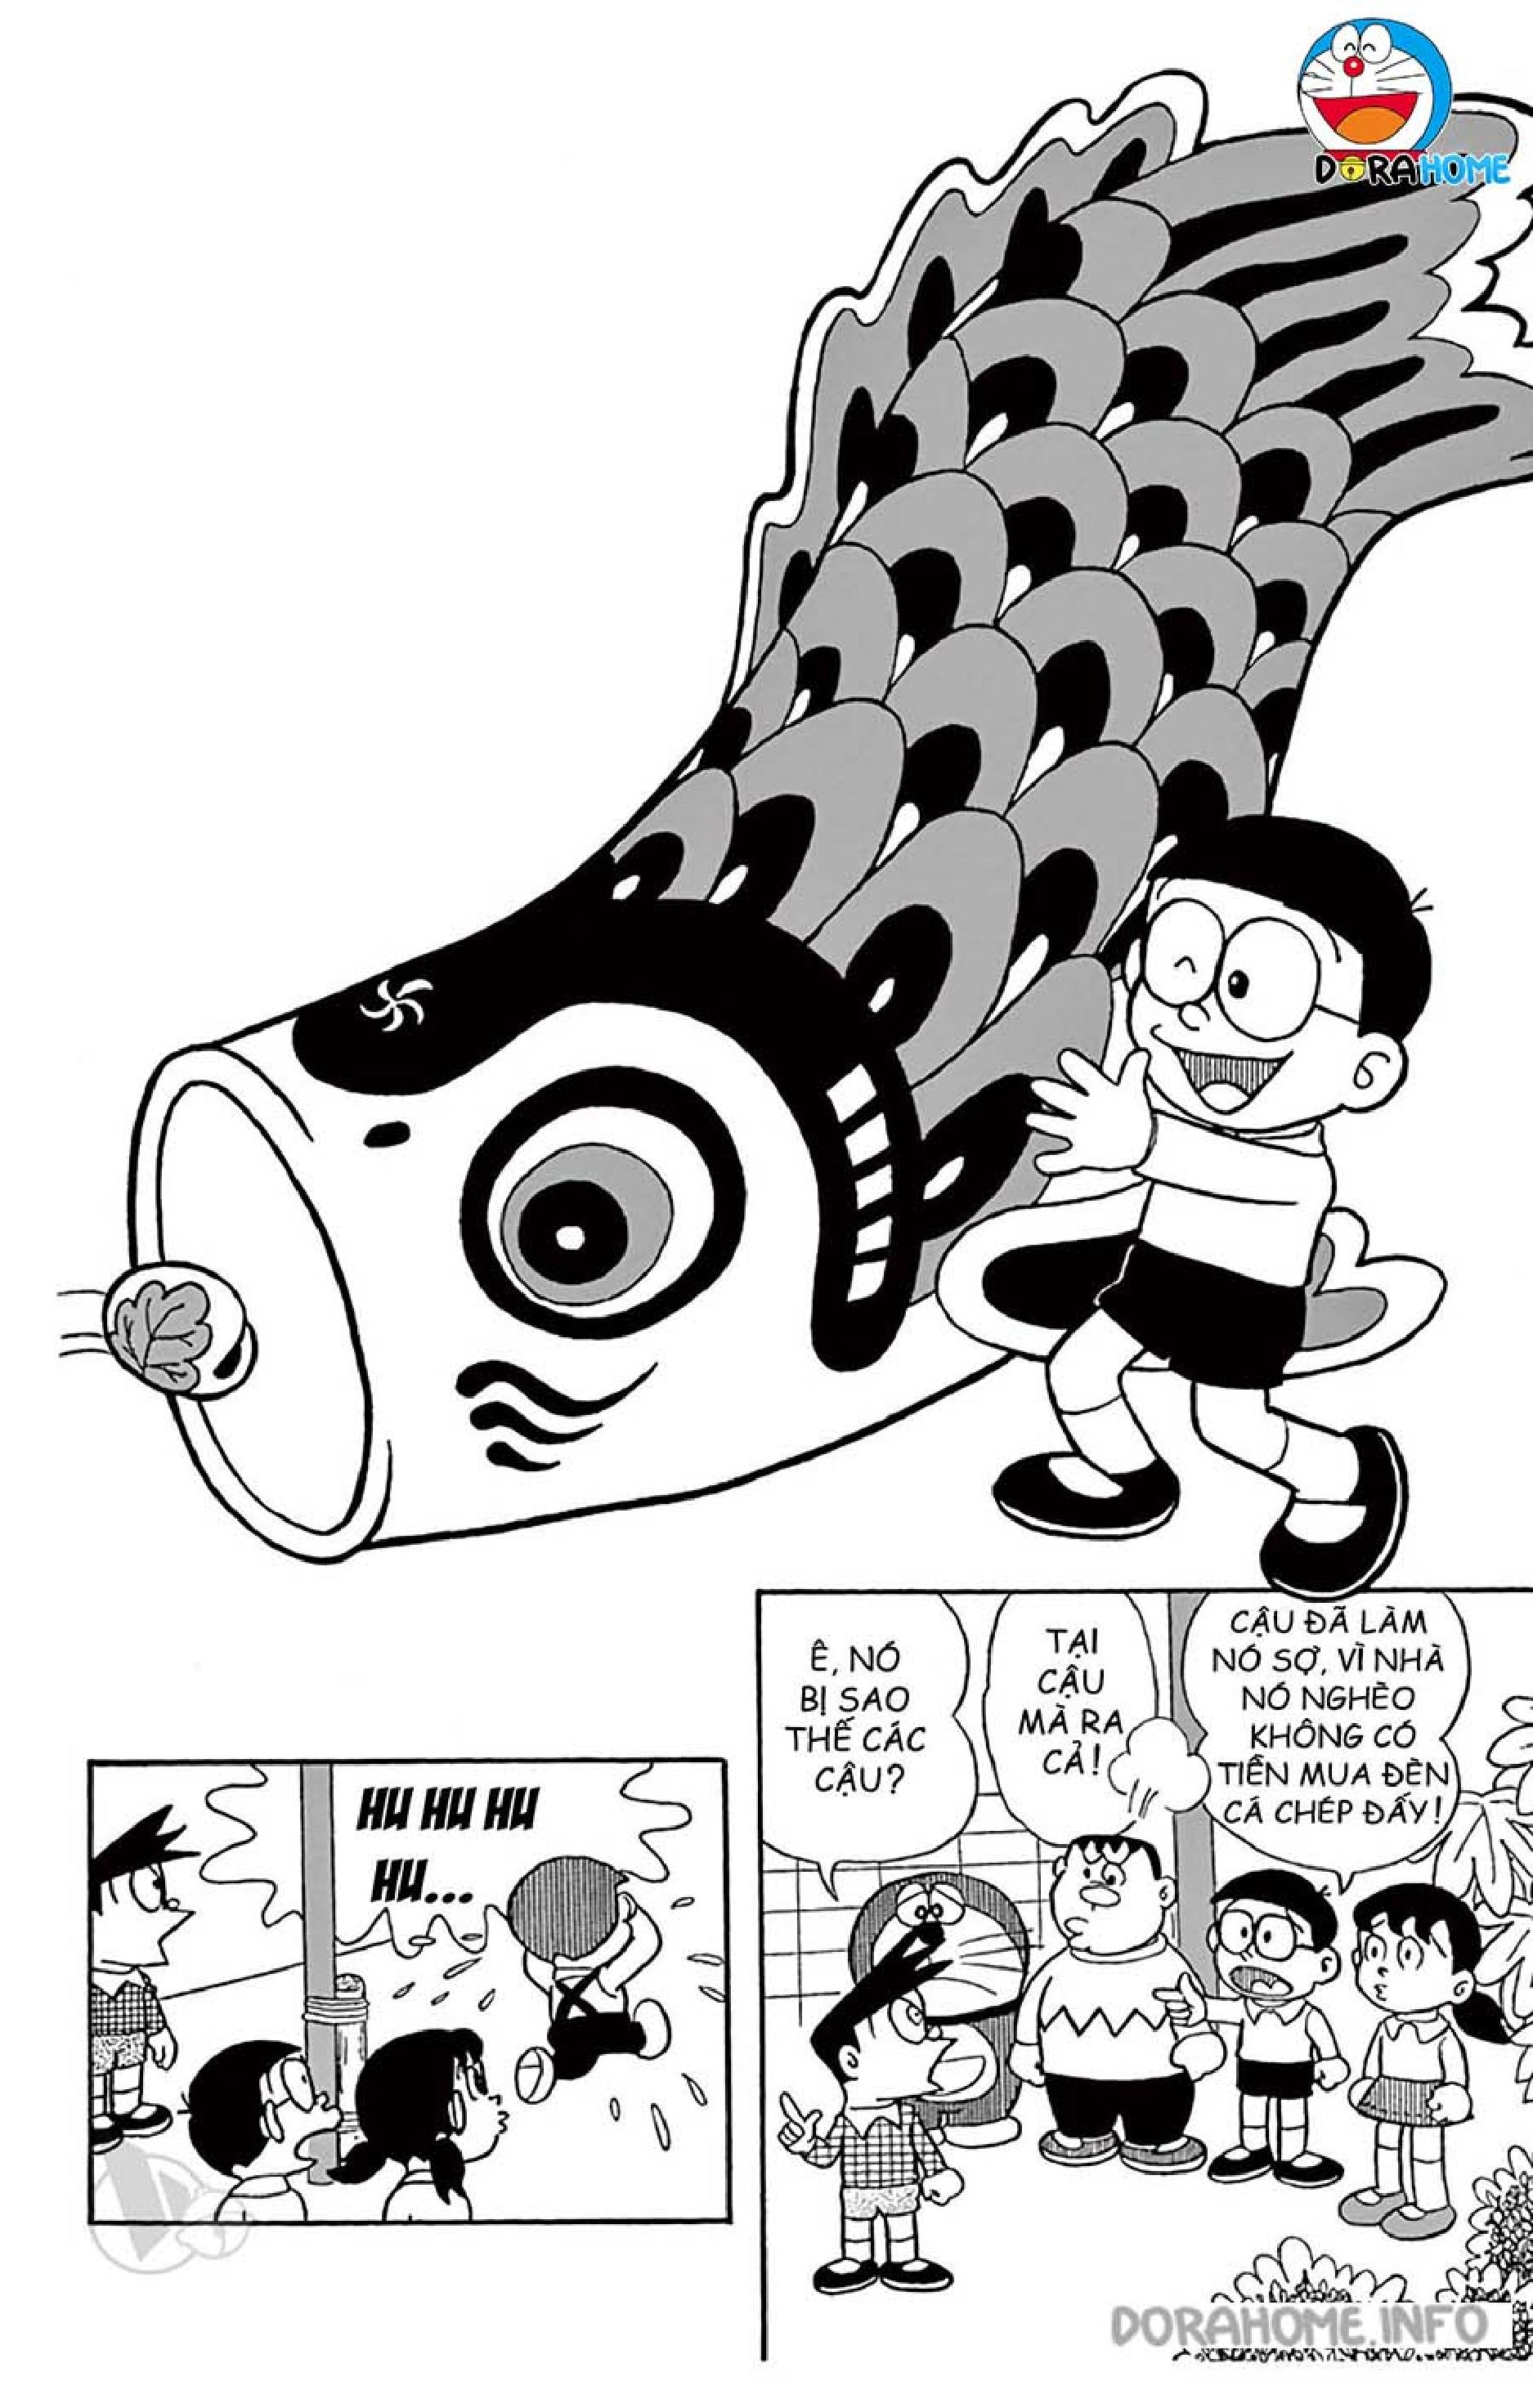 DORAHOME
HU HU HU
HU...
Ê, NÓ
BỊ SAO
THẾ CÁC
CẬU?
TẠI
CẬU
MÀ RA
CẢ!
CẬU ĐÃ LÀM
NÓ SỢ, VÌ NHÀ
NÓ NGHÈO
KHÔNG CÓ
TIỀN MUA ĐÈN
CÁ CHÉP ĐẤY!
DORAHOME.INFO